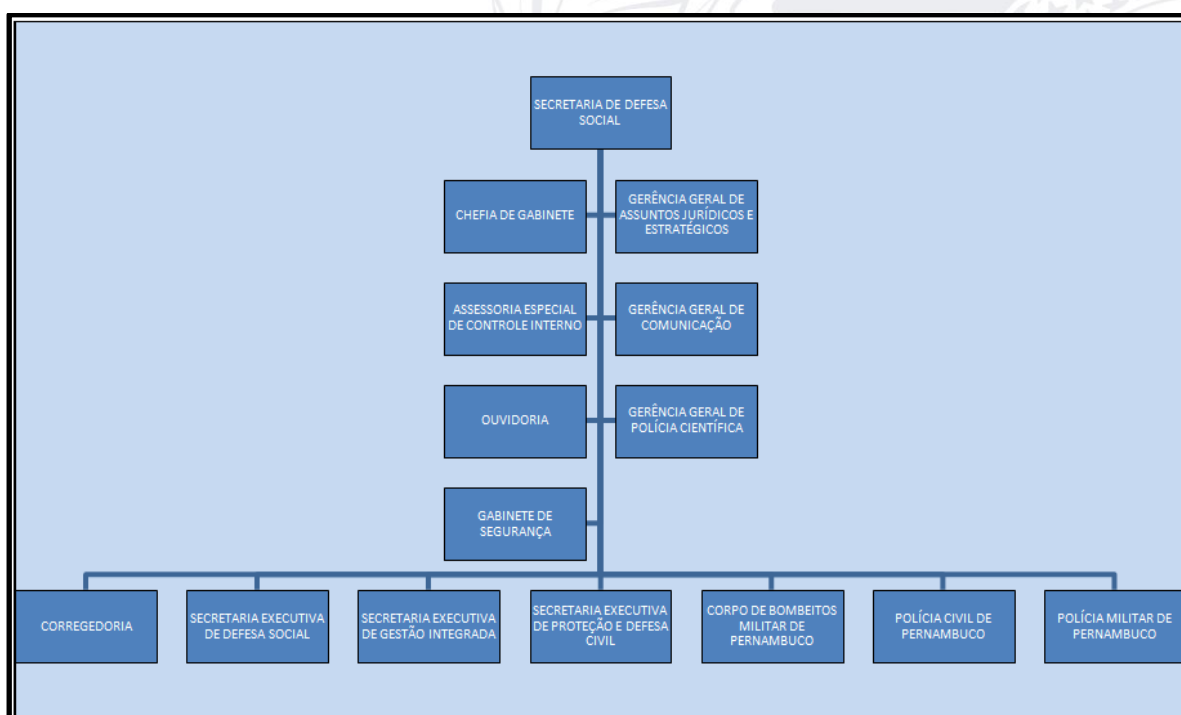 SECRETARIA DE DEFESA
SOCIAL
CHEFIA DE GABINETE
GERÊNCIA GERAL DE
ASSUNTOS JURÍDICOS E
ESTRATÉGICOS
ASSESSORIA ESPECIAL
DE CONTROLE INTERNO
GERÊNCIA GERAL DE
COMUNICAÇÃO
OUVIDORIA
GERÊNCIA GERAL DE
POLÍCIA CIENTÍFICA
GABINETE DE
SEGURANÇA
CORREGEDORIA
SECRETARIA EXECUTIVA
DE DEFESA SOCIAL
SECRETARIA EXECUTIVA
DE GESTÃO INTEGRADA
SECRETARIA EXECUTIVA
DE PROTEÇÃO E DEFESA
CIVIL
CORPO DE BOMBEITOS
MILITAR DE
PERNAMBUCO
POLÍCIA CIVIL DE
PERNAMBUCO
POLÍCIA MILITAR DE
PERNAMBUCO